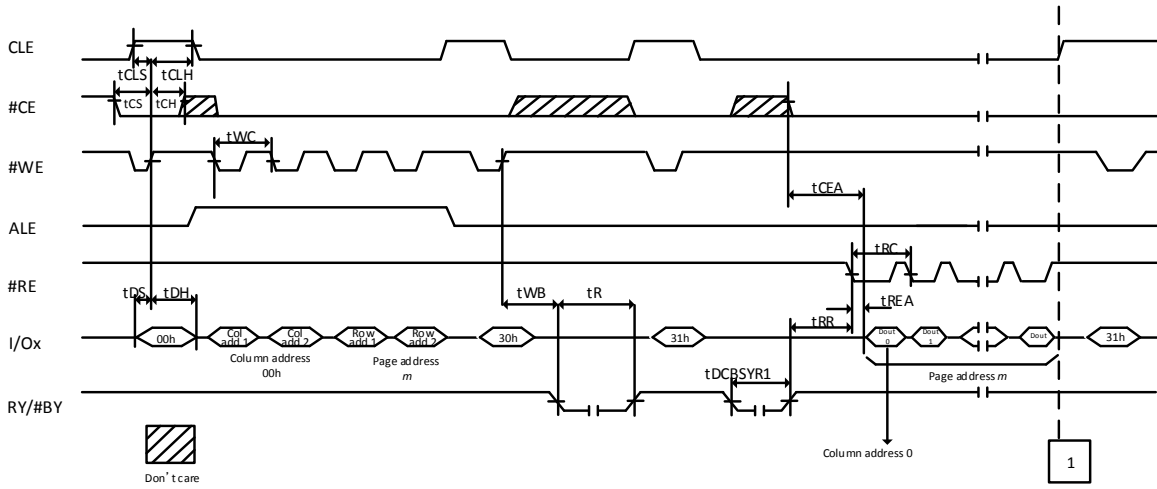 CLE
tCLS tCLH
#CE
tCS tCH
tWC
#WE
tCEA
ALE
tRC
#RE
tDS tDH
tWB tR
tREA
tRR
I/Ox
00h
Col add.1
Col add.2
Row add.1
Row add.2
30h
31h
Dout 0
Dout 1
Dout
31h
Column address
00h
Page address
m
tDCBSYR1
Page address m
RY/#BY
Column address 0
1
Don't care